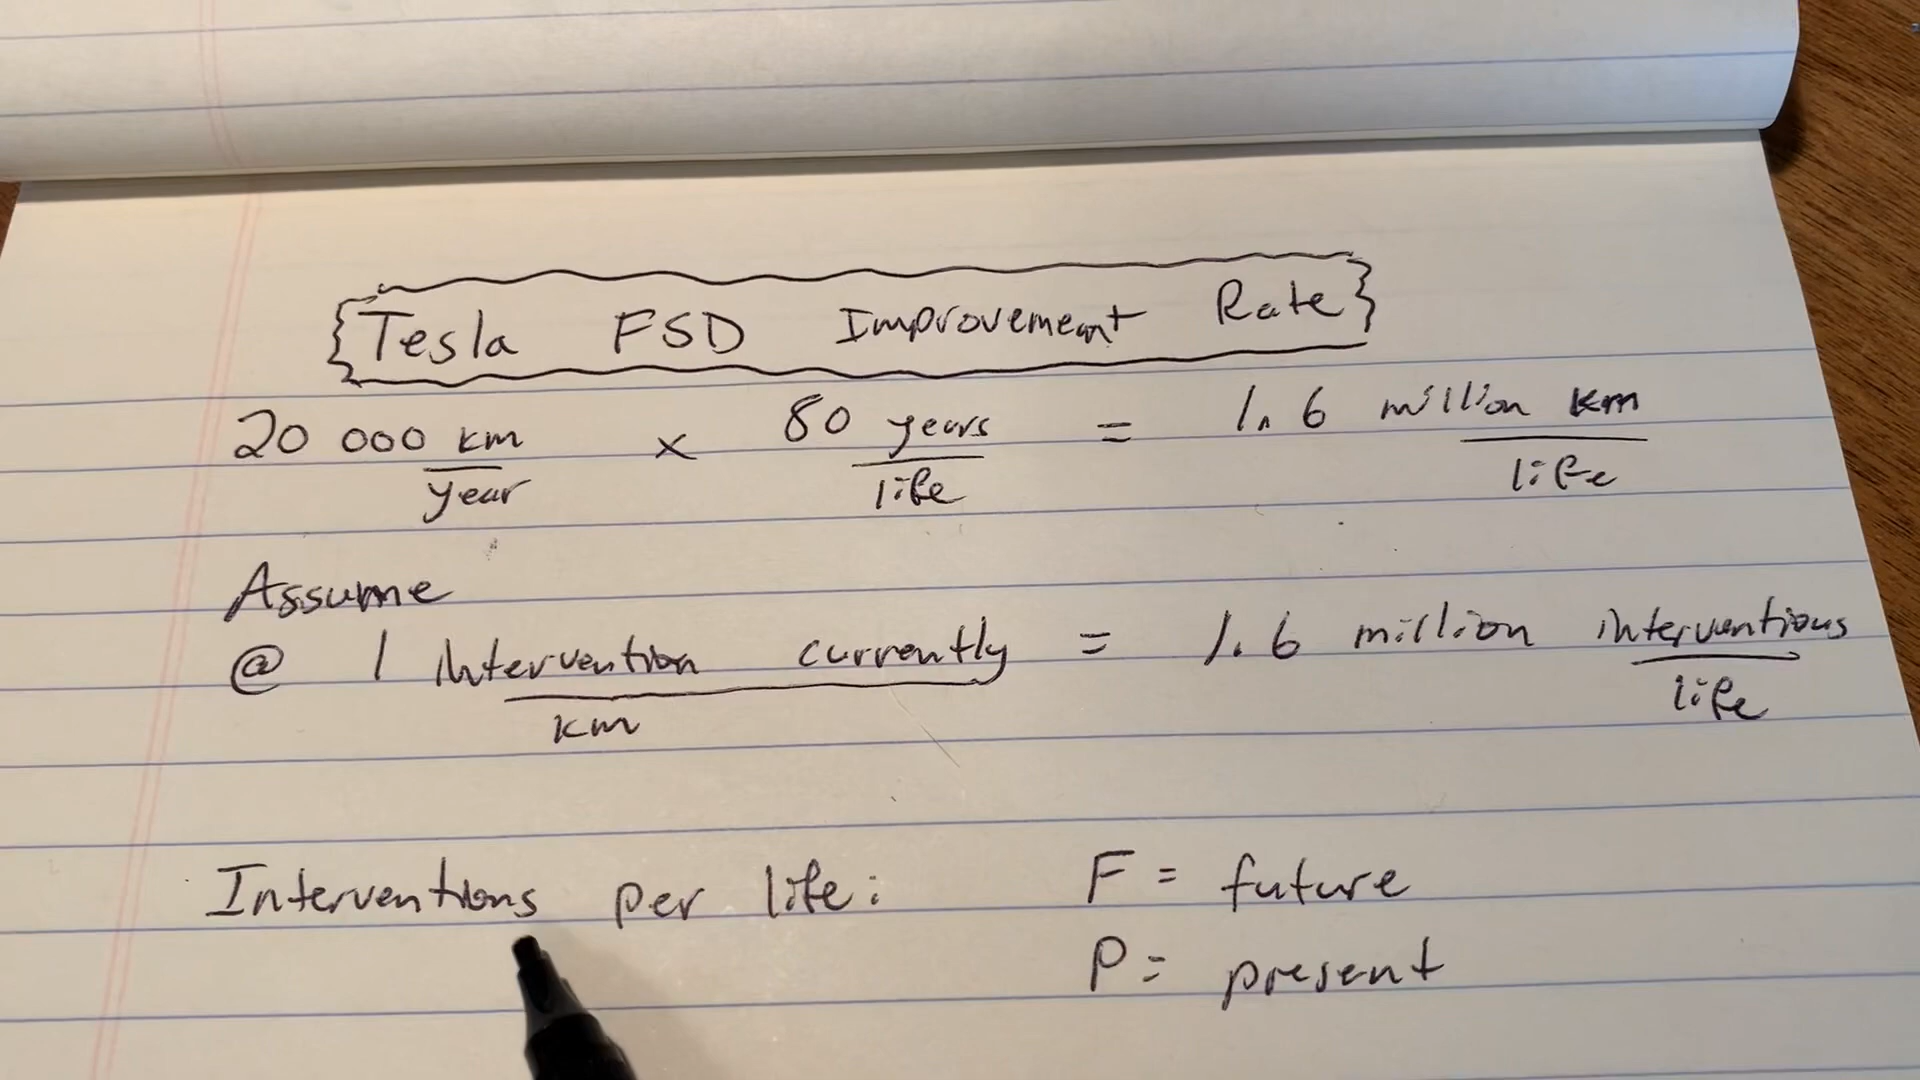 Tesla FSD Improvement Rate
20 000 km/year × 80 years/life = 1.6 million km/life
Assume
@ 1 intervention currently/km = 1.6 million interventions/life
Interventions per life: F = future
P = present